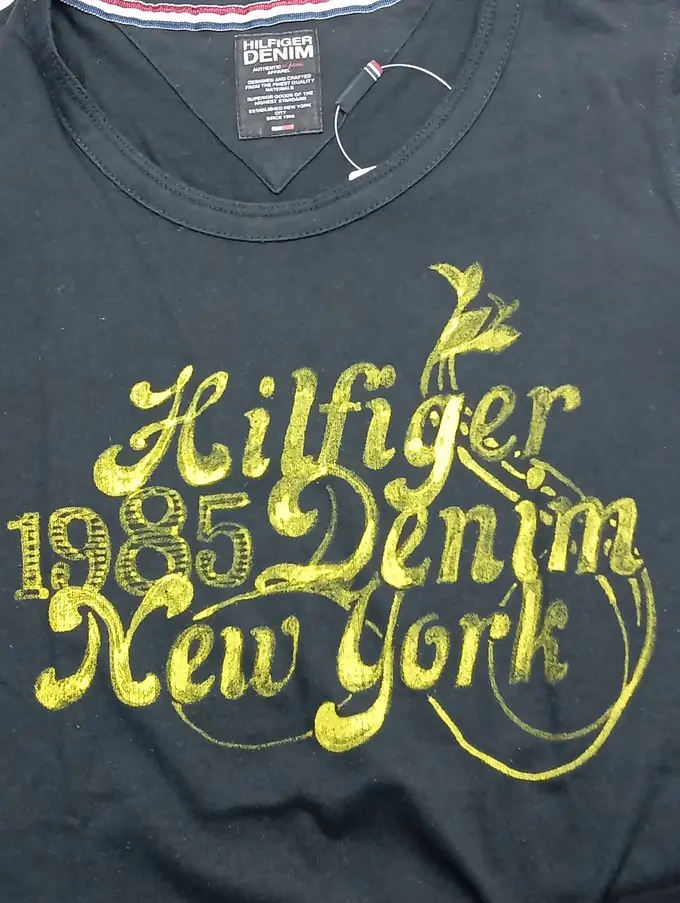 HILFIGER
DENIM
AUTHENTIC
APPAREL
DESIGNED AND CRAFTED
FROM THE FINEST QUALITY
MATERIALS
SUPERIOR GOODS OF THE
HIGHEST STANDARD
ESTABLISHED NEW YORK
CITY
Hilfiger
1985 Denim
New York